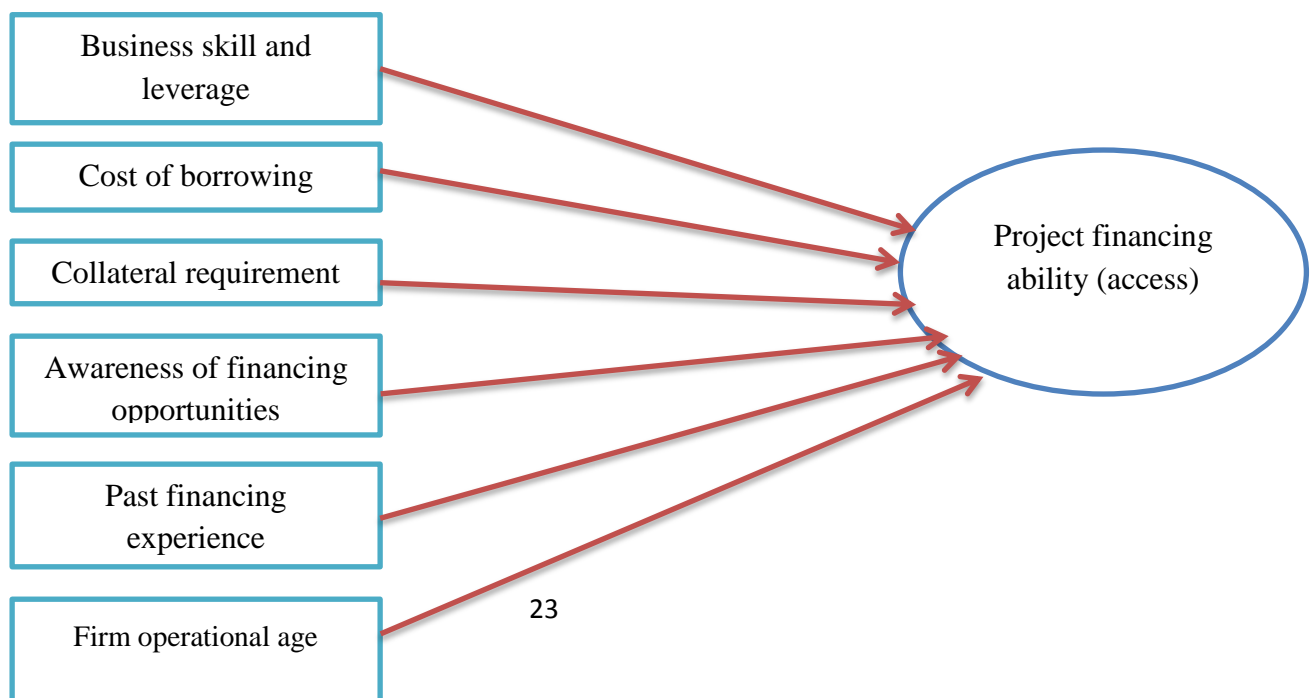 Business skill and
leverage
Cost of borrowing
Collateral requirement
Awareness of financing
opportunities
Past financing
experience
Firm operational age
Project financing
ability (access)
23